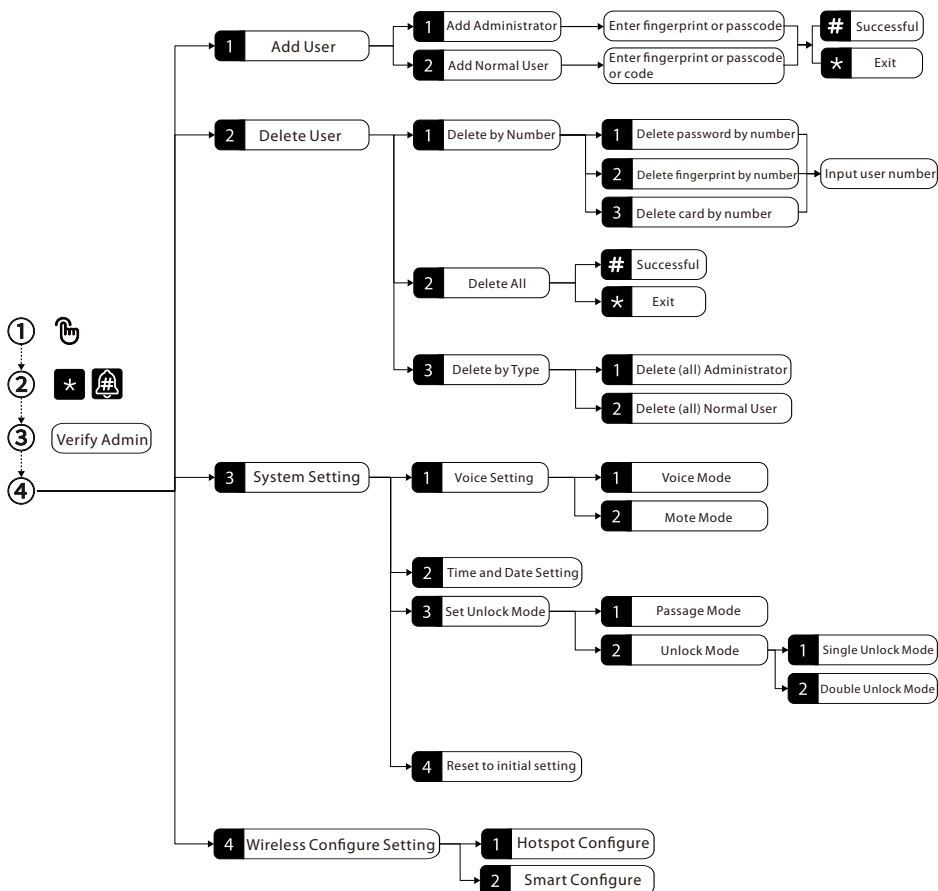 1 Add User
1 Add Administrator
Enter fingerprint or passcode
# Successful
2 Add Normal User
Enter fingerprint or passcode
or code
* Exit
2 Delete User
1 Delete by Number
1 Delete password by number
2 Delete fingerprint by number
Input user number
3 Delete card by number
2 Delete All
# Successful
* Exit
3 Delete by Type
1 Delete (all) Administrator
2 Delete (all) Normal User
1
2 * #
3 Verify Admin
4
3 System Setting
1 Voice Setting
1 Voice Mode
2 Mote Mode
2 Time and Date Setting
3 Set Unlock Mode
1 Passage Mode
2 Unlock Mode
1 Single Unlock Mode
2 Double Unlock Mode
4 Reset to initial setting
4 Wireless Configure Setting
1 Hotspot Configure
2 Smart Configure